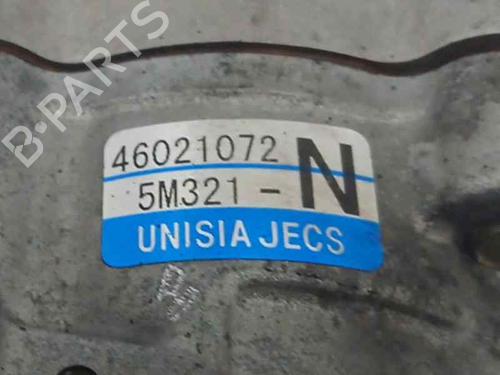 B-PARTS
46021072
5M321- N
UNISIA JECS